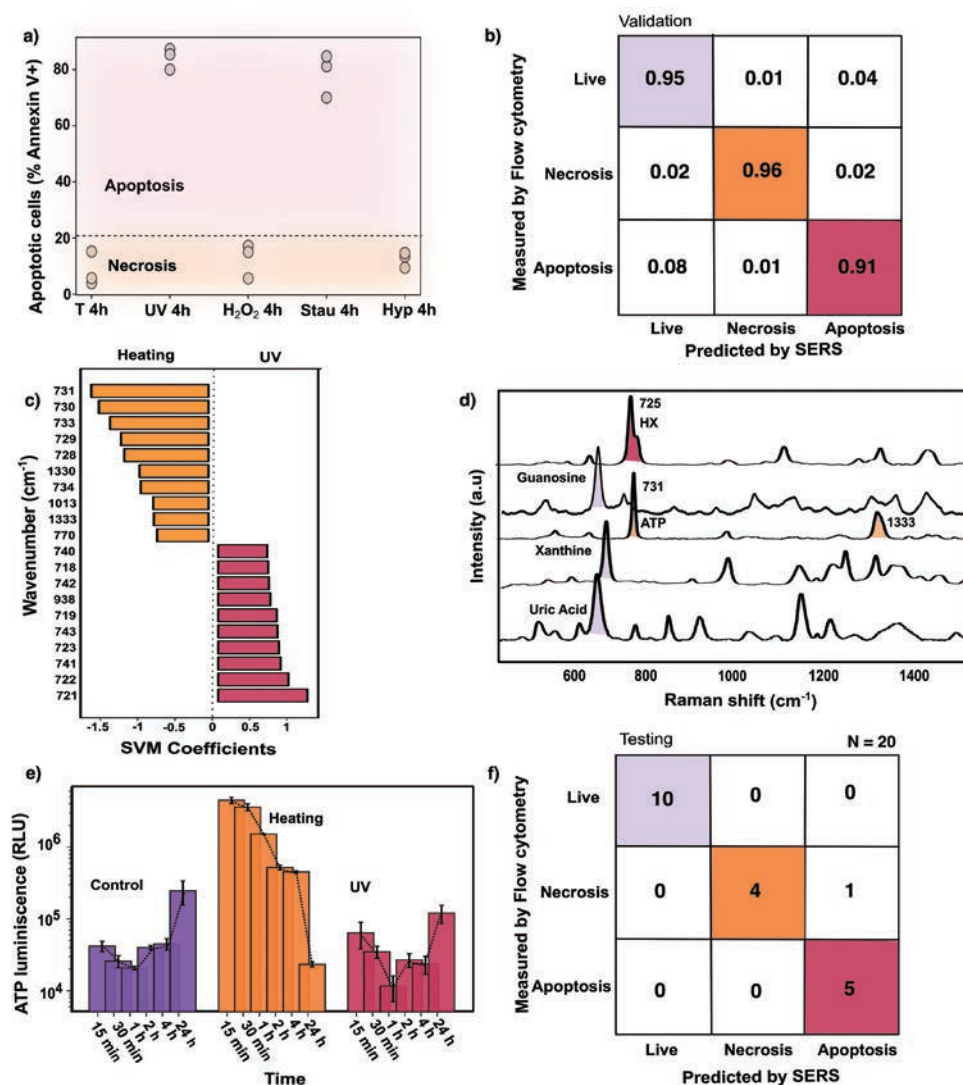 a)
Apoptotic cells (% Annexin V+)
80
60
40
20
0
Apoptosis
Necrosis
T 4h UV 4h H₂O₂ 4h Stau 4h Hyp 4h
b)
Validation
Measured by Flow cytometry
Live 0.95 0.01 0.04
Necrosis 0.02 0.96 0.02
Apoptosis 0.08 0.01 0.91
Live Necrosis Apoptosis
Predicted by SERS
c)
Heating UV
Wavenumber (cm⁻¹)
731
730
733
729
728
1330
734
1013
1333
770
740
718
742
938
719
743
723
741
722
721
-1.5 -1 -0.5 0 0.5 1
SVM Coefficients
d)
Intensity (a.u)
725
HX
Guanosine
731
ATP
1333
Xanthine
Uric Acid
600 800 1000 1200 1400
Raman shift (cm⁻¹)
e)
ATP luminiscence (RLU)
10⁶
10⁵
10⁴
Control
Heating
UV
15 min 30 min 1 h 2 h 4 h 24 h 15 min 30 min 1 h 2 h 4 h 24 h 15 min 30 min 1 h 2 h 4 h 24 h
Time
f)
Testing N = 20
Measured by Flow cytometry
Live 10 0 0
Necrosis 0 4 1
Apoptosis 0 0 5
Live Necrosis Apoptosis
Predicted by SERS